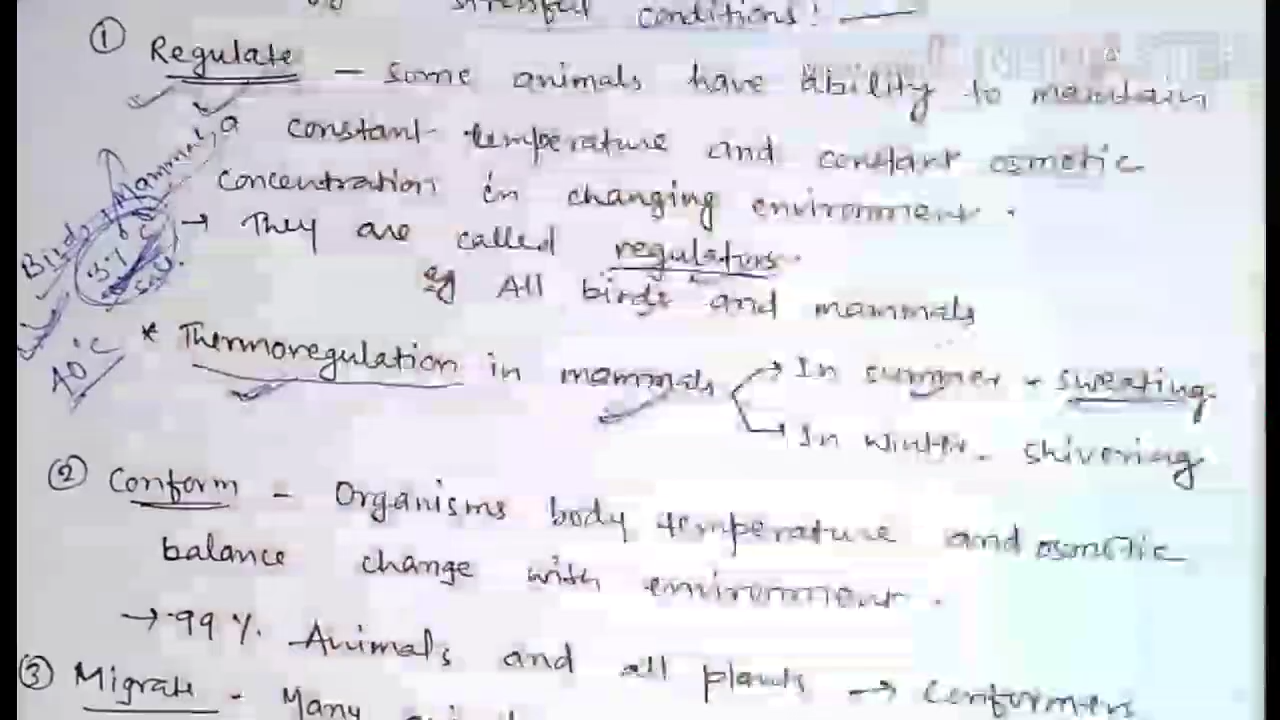 stressful conditions! —
① Regulate — Some animals have ability to maintain
constant temperature and constant osmotic
concentration in changing environment.
→ They are called regulators.
eg All birds and mammals
Birds, Mammals
37°C
40°C
* Thermoregulation in mammals → In summer - sweating.
→ In winter - shivering
② Conform - Organisms body temperature and osmotic
balance change with environment.
→ 99% Animals and all plants → Conformers
③ Migrate - Many